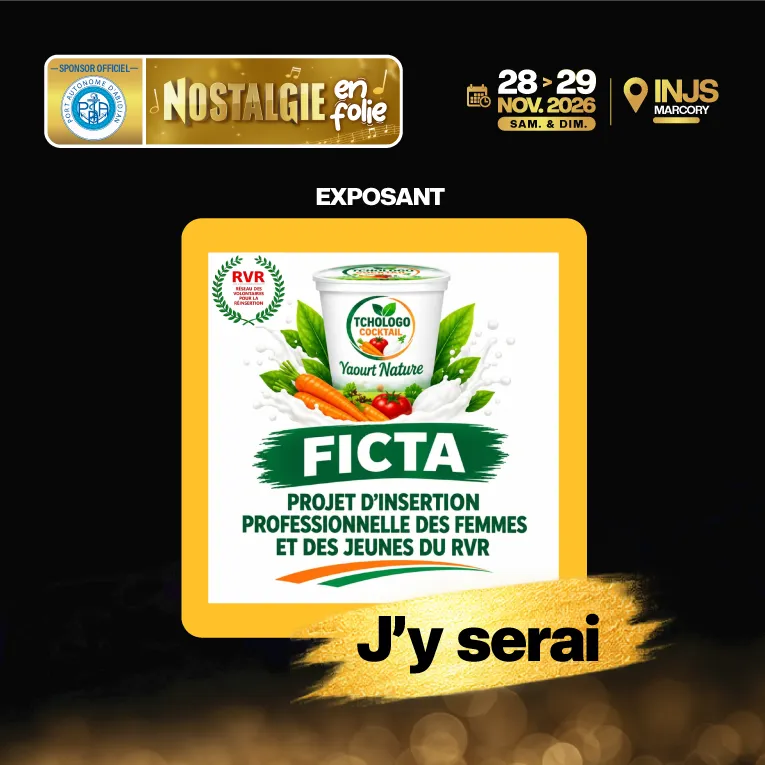 SPONSOR OFFICIEL
PORT AUTONOME D'ABIDJAN
NOSTALGIE en folie
28 > 29
NOV. 2026
SAM. & DIM.
INJS
MARCORY
EXPOSANT
RVR
RÉSEAU DES
VOLONTAIRES
POUR LA
RÉINSERTION
TCHOLOGO
COCKTAIL
Yaourt Nature
FICTA
PROJET D'INSERTION
PROFESSIONNELLE DES FEMMES
ET DES JEUNES DU RVR
J'y serai